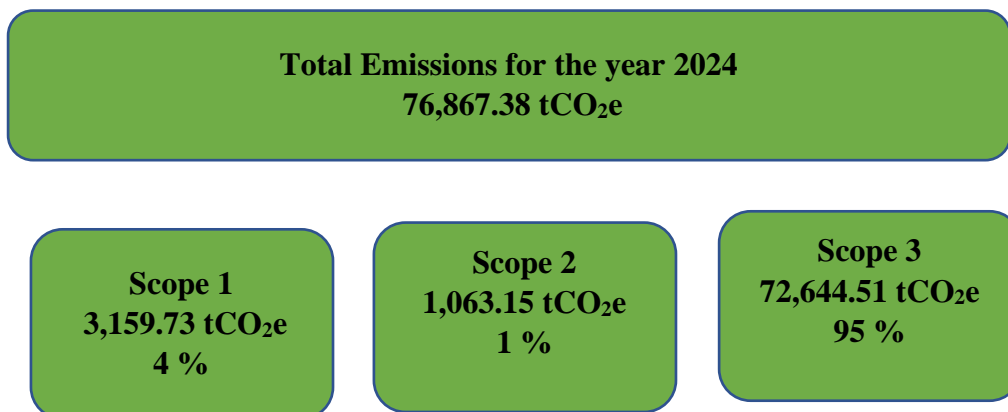 Total Emissions for the year 2024
76,867.38 tCO₂e
Scope 1
3,159.73 tCO₂e
4 %
Scope 2
1,063.15 tCO₂e
1 %
Scope 3
72,644.51 tCO₂e
95 %